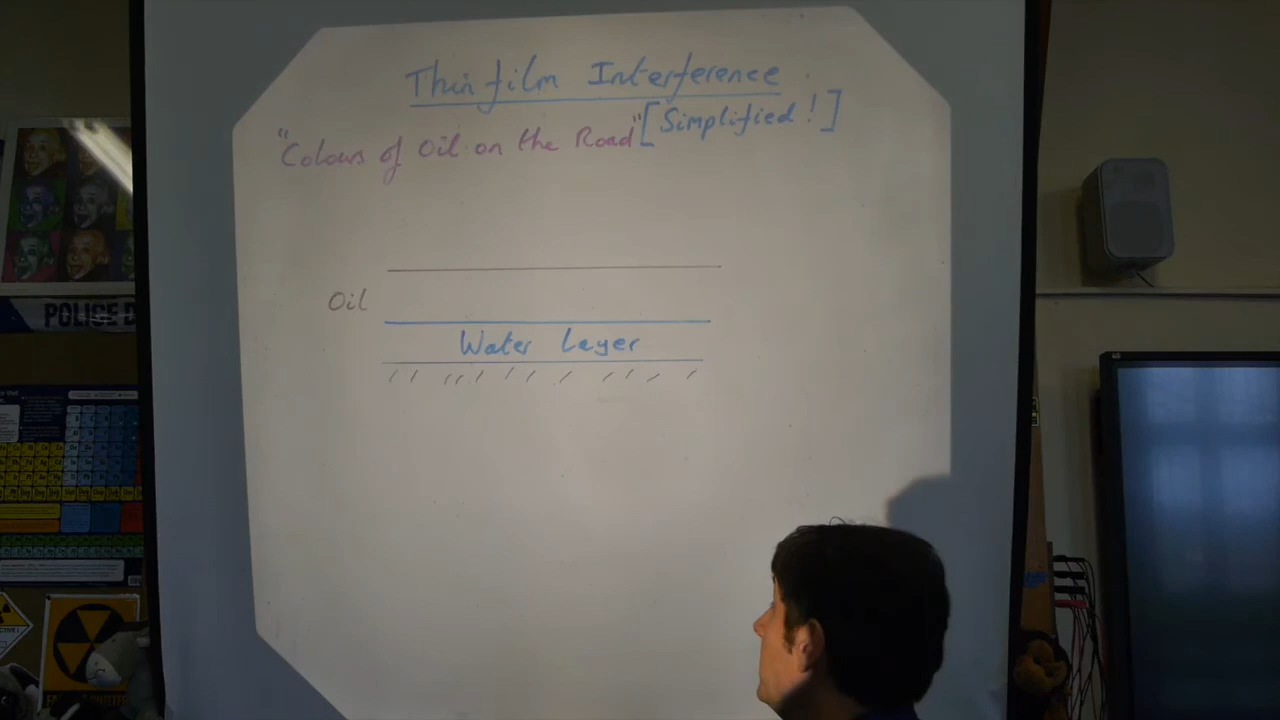 Thin film Interference
"Colours of Oil on the Road" [Simplified!]
Oil
Water Layer
POLICE D